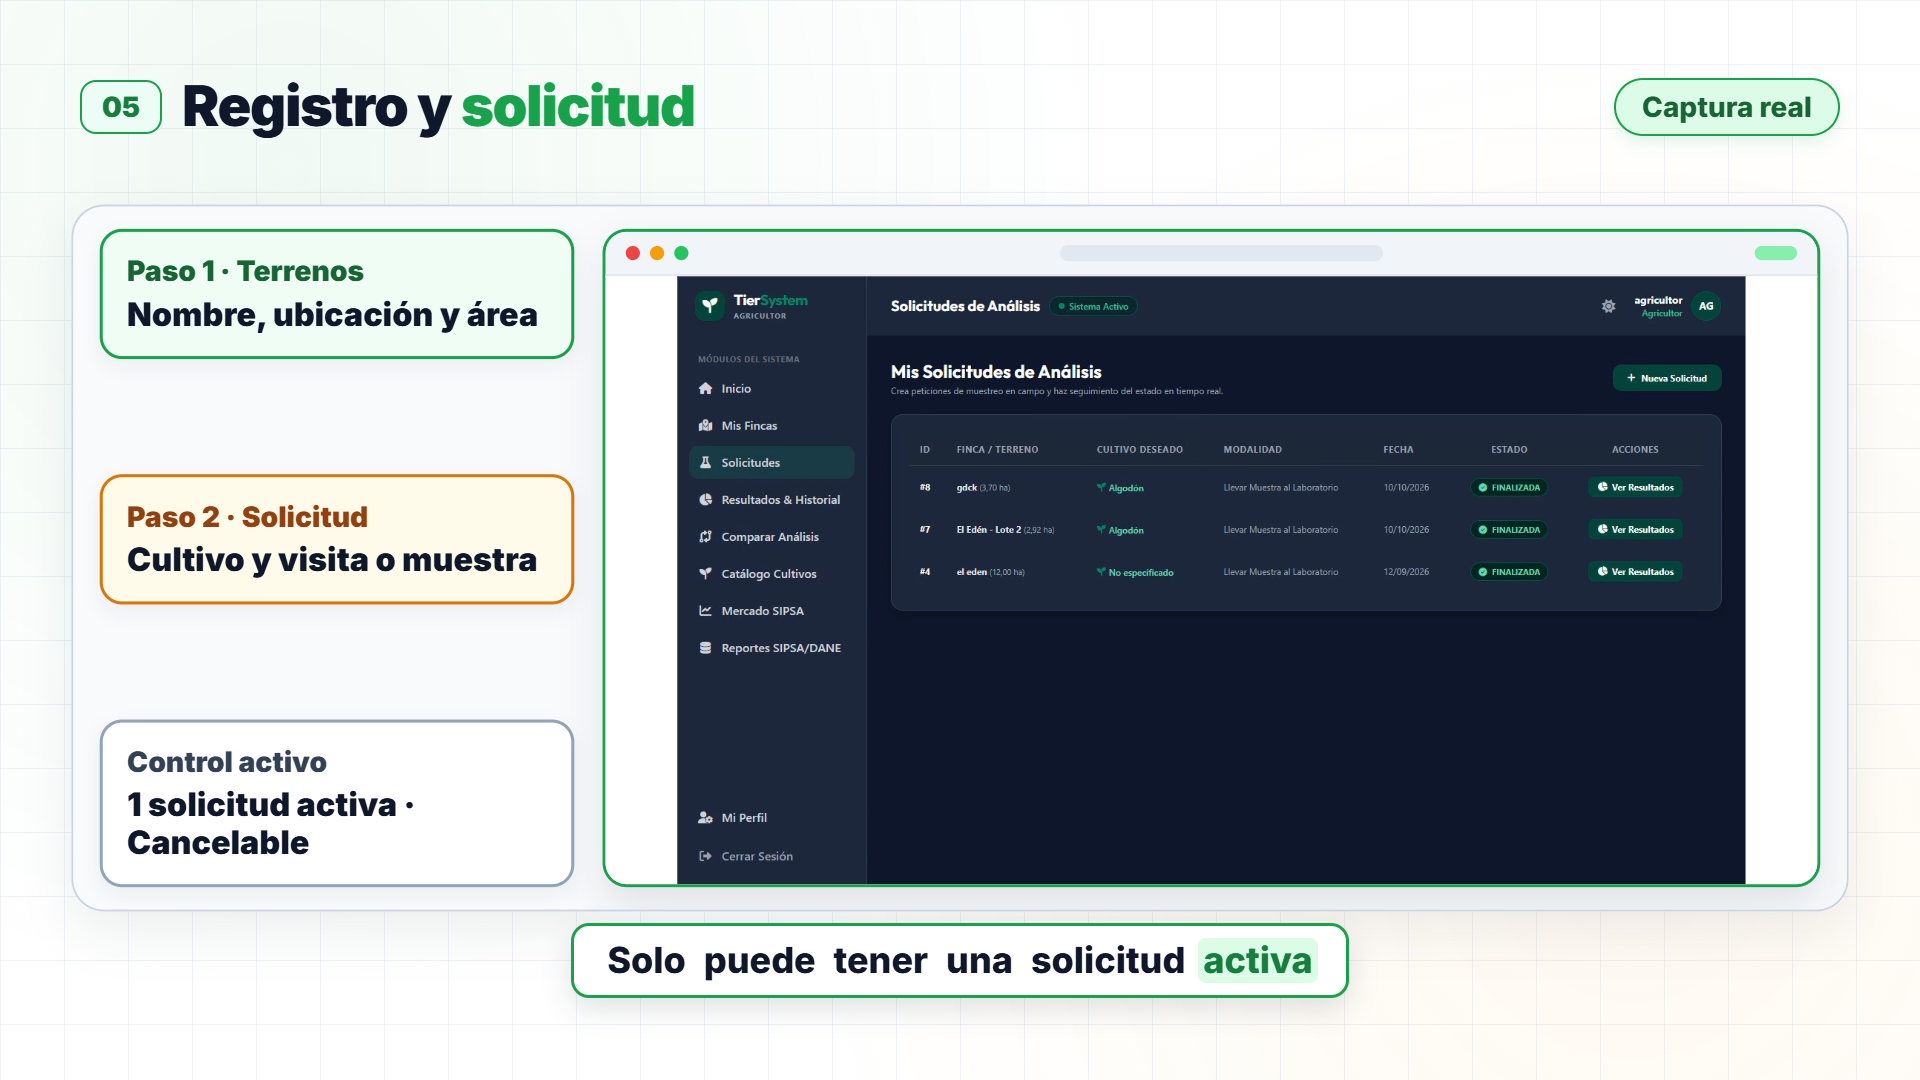 05
Registro y solicitud
Captura real
Paso 1 · Terrenos
Nombre, ubicación y área
Paso 2 · Solicitud
Cultivo y visita o muestra
Control activo
1 solicitud activa ·
Cancelable
TierSystem
AGRICULTOR
MÓDULOS DEL SISTEMA
Inicio
Mis Fincas
Solicitudes
Resultados & Historial
Comparar Análisis
Catálogo Cultivos
Mercado SIPSA
Reportes SIPSA/DANE
Mi Perfil
Cerrar Sesión
Solicitudes de Análisis
Sistema Activo
agricultor
Agricultor
AG
Mis Solicitudes de Análisis
Crea peticiones de muestreo en campo y haz seguimiento del estado en tiempo real.
+ Nueva Solicitud
ID FINCA / TERRENO CULTIVO DESEADO MODALIDAD FECHA ESTADO ACCIONES
#8 gdck (3,70 ha) Algodón Llevar Muestra al Laboratorio 10/10/2026 FINALIZADA Ver Resultados
#7 El Edén - Lote 2 (2,92 ha) Algodón Llevar Muestra al Laboratorio 10/10/2026 FINALIZADA Ver Resultados
#4 el eden (12,00 ha) No especificado Llevar Muestra al Laboratorio 12/09/2026 FINALIZADA Ver Resultados
Solo puede tener una solicitud activa